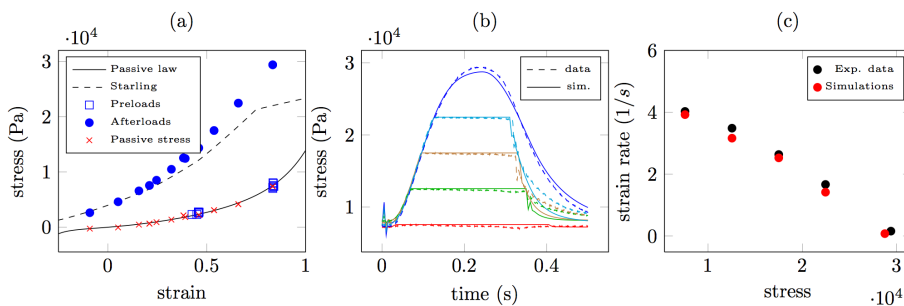 (a)
(b)
(c)
·10⁴
3
2
1
0
stress (Pa)
Passive law
Starling
Preloads
Afterloads
Passive stress
0
0.5
1
strain
·10⁴
3
2
1
stress (Pa)
data
sim.
0
0.2
0.4
time (s)
6
4
2
0
strain rate (1/s)
Exp. data
Simulations
1
2
3
·10⁴
stress